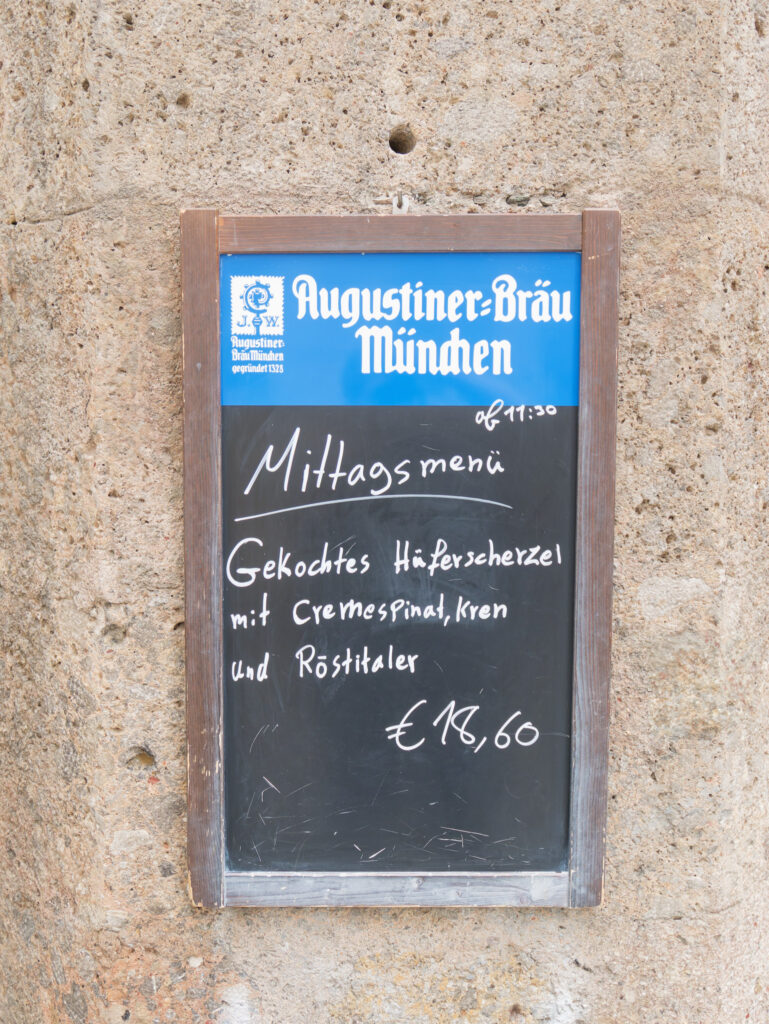 Augustiner-Bräu
München
J. W.
Augustiner-
Bräu München
gegründet 1328
ab 11:30
Mittagsmenü
Gekochtes Häferscherzel
mit Cremespinat, Kren
und Röstitaler
€18,60